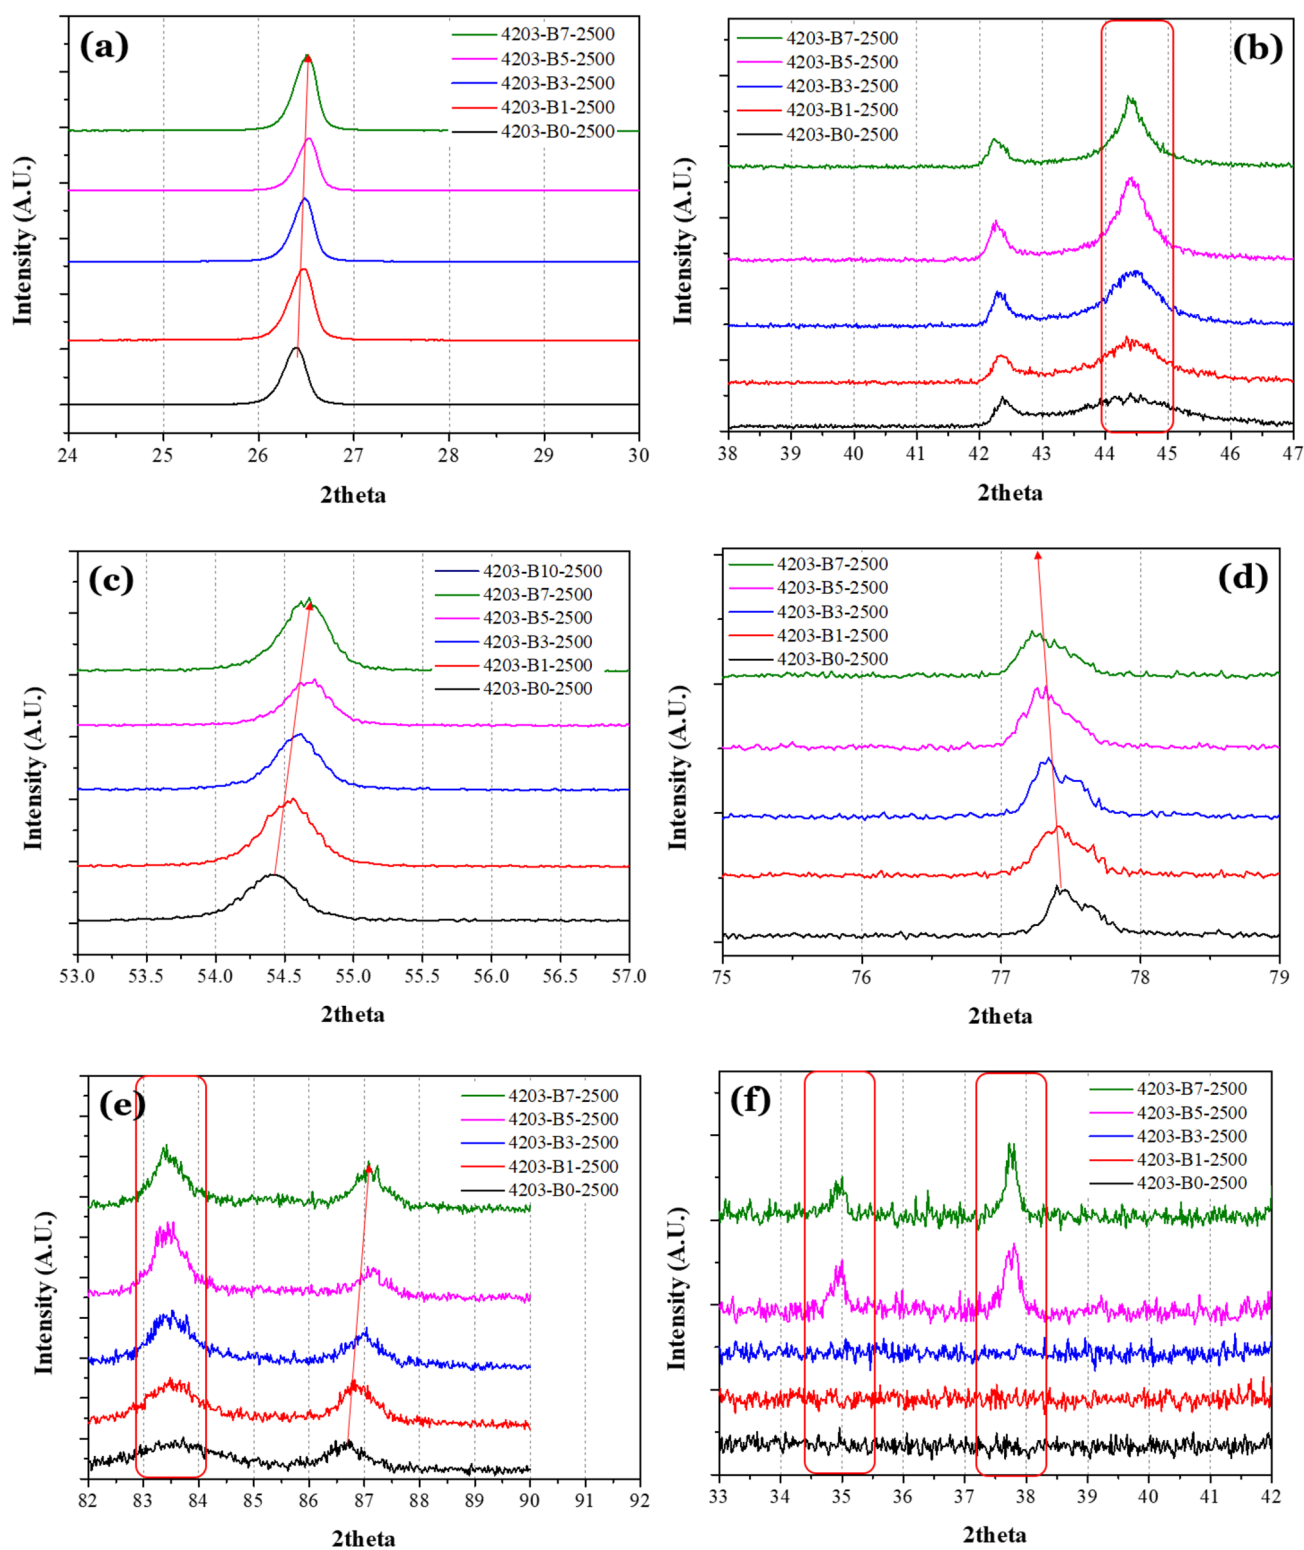 (a)
4203-B7-2500
4203-B5-2500
4203-B3-2500
4203-B1-2500
4203-B0-2500
Intensity (A.U.)
24 25 26 27 28 29 30
2theta
(b)
4203-B7-2500
4203-B5-2500
4203-B3-2500
4203-B1-2500
4203-B0-2500
Intensity (A.U.)
38 39 40 41 42 43 44 45 46 47
2theta
(c)
4203-B10-2500
4203-B7-2500
4203-B5-2500
4203-B3-2500
4203-B1-2500
4203-B0-2500
Intensity (A.U.)
53.0 53.5 54.0 54.5 55.0 55.5 56.0 56.5 57.0
2theta
(d)
4203-B7-2500
4203-B5-2500
4203-B3-2500
4203-B1-2500
4203-B0-2500
Intensity (A.U.)
75 76 77 78 79
2theta
(e)
4203-B7-2500
4203-B5-2500
4203-B3-2500
4203-B1-2500
4203-B0-2500
Intensity (A.U.)
82 83 84 85 86 87 88 89 90 91 92
2theta
(f)
4203-B7-2500
4203-B5-2500
4203-B3-2500
4203-B1-2500
4203-B0-2500
Intensity (A.U.)
33 34 35 36 37 38 39 40 41 42
2theta